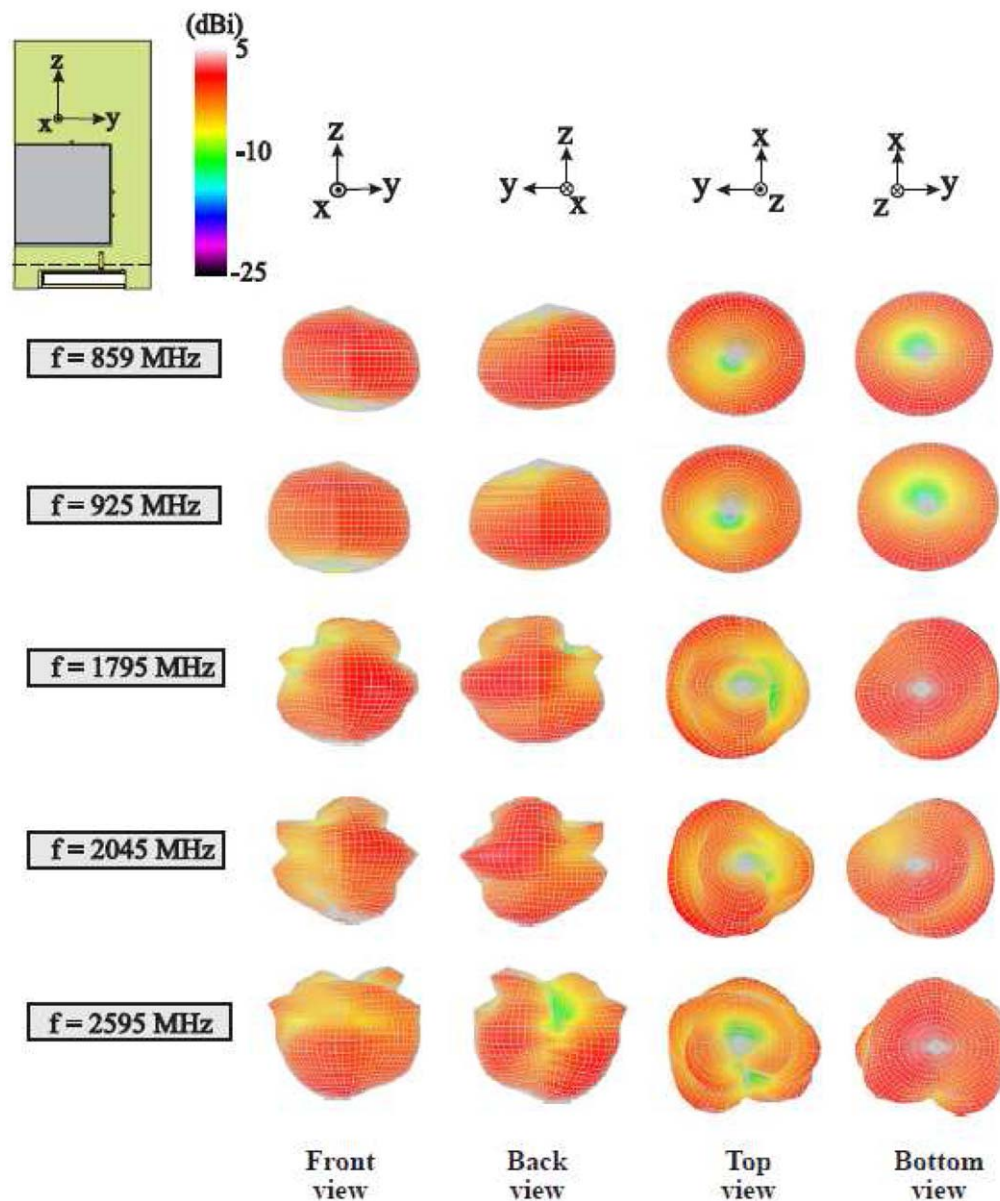 (dBi)
5
-10
-25
z
x y
z
x y
z
y x
x
y z
x
z y
f = 859 MHz
f = 925 MHz
f = 1795 MHz
f = 2045 MHz
f = 2595 MHz
Front
view
Back
view
Top
view
Bottom
view